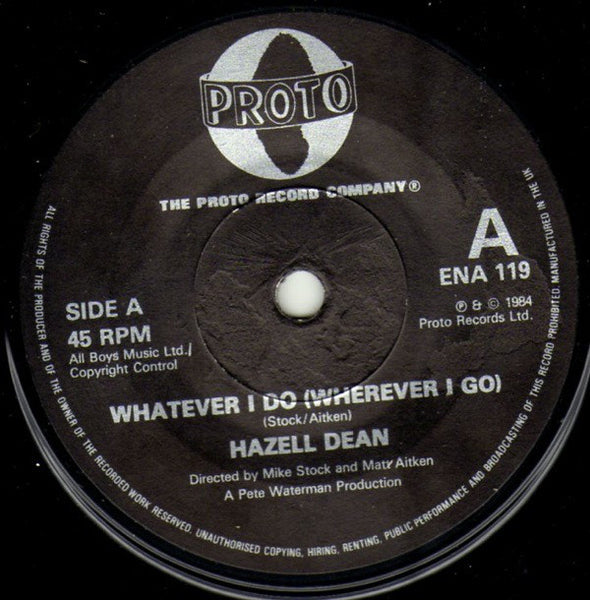 PROTO
THE PROTO RECORD COMPANY®
A
ENA 119
SIDE A
45 RPM
All Boys Music Ltd./
Copyright Control
℗ & © 1984
Proto Records Ltd.
WHATEVER I DO (WHEREVER I GO)
(Stock/Aitken)
HAZELL DEAN
Directed by Mike Stock and Matt Aitken
A Pete Waterman Production
ALL RIGHTS OF THE PRODUCER AND OF THE OWNER OF THE RECORDED WORK RESERVED. UNAUTHORISED COPYING, HIRING, RENTING, PUBLIC PERFORMANCE AND BROADCASTING OF THIS RECORD PROHIBITED. MANUFACTURED IN THE UK